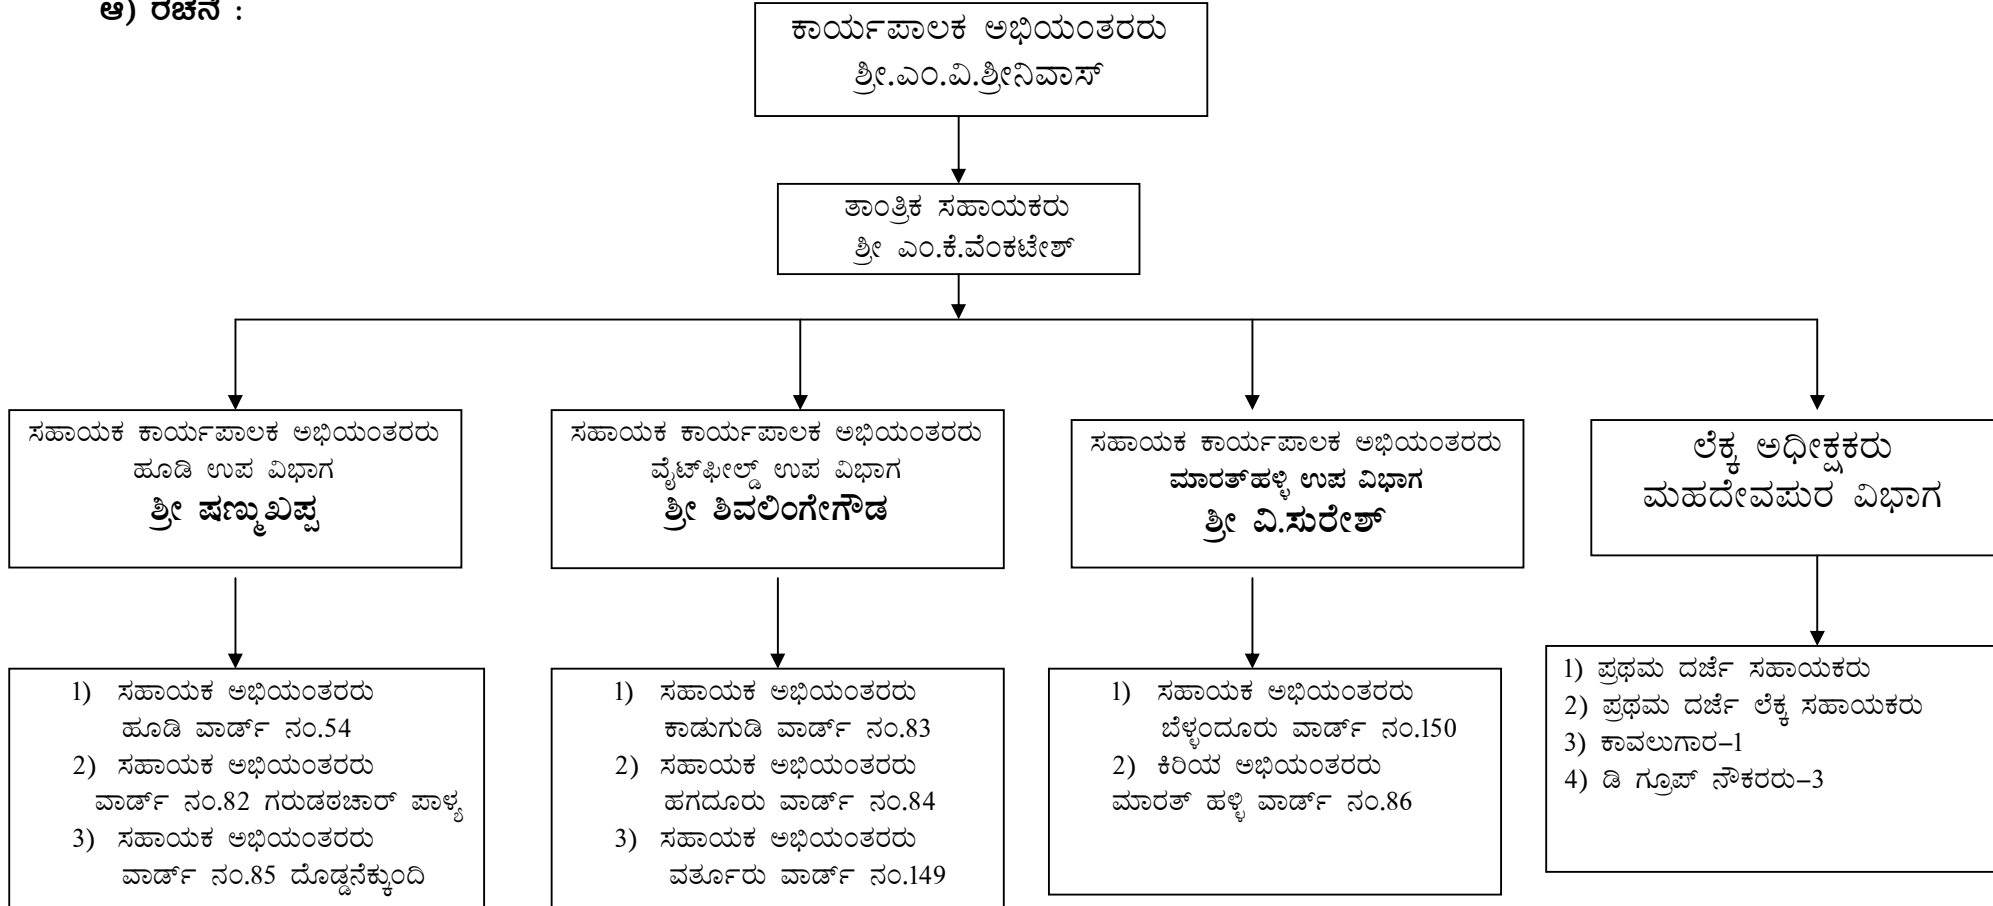 ಆ) ರಚನೆ :
ಕಾರ್ಯಪಾಲಕ ಅಭಿಯಂತರರು
ಶ್ರೀ.ಎಂ.ವಿ.ಶ್ರೀನಿವಾಸ್
ತಾಂತ್ರಿಕ ಸಹಾಯಕರು
ಶ್ರೀ ಎಂ.ಕೆ.ವೆಂಕಟೇಶ್
ಸಹಾಯಕ ಕಾರ್ಯಪಾಲಕ ಅಭಿಯಂತರರು
ಹೂಡಿ ಉಪ ವಿಭಾಗ
ಶ್ರೀ ಷಣ್ಮುಖಪ್ಪ
ಸಹಾಯಕ ಕಾರ್ಯಪಾಲಕ ಅಭಿಯಂತರರು
ವೈಟ್‌ಫೀಲ್ಡ್ ಉಪ ವಿಭಾಗ
ಶ್ರೀ ಶಿವಲಿಂಗೇಗೌಡ
ಸಹಾಯಕ ಕಾರ್ಯಪಾಲಕ ಅಭಿಯಂತರರು
ಮಾರತ್‌ಹಳ್ಳಿ ಉಪ ವಿಭಾಗ
ಶ್ರೀ ವಿ.ಸುರೇಶ್
ಲೆಕ್ಕ ಅಧೀಕ್ಷಕರು
ಮಹದೇವಪುರ ವಿಭಾಗ
1) ಸಹಾಯಕ ಅಭಿಯಂತರರು
ಹೂಡಿ ವಾರ್ಡ್ ನಂ.54
2) ಸಹಾಯಕ ಅಭಿಯಂತರರು
ವಾರ್ಡ್ ನಂ.82 ಗರುಡಠಚಾರ್ ಪಾಳ್ಯ
3) ಸಹಾಯಕ ಅಭಿಯಂತರರು
ವಾರ್ಡ್ ನಂ.85 ದೊಡ್ಡನೆಕ್ಕುಂದಿ
1) ಸಹಾಯಕ ಅಭಿಯಂತರರು
ಕಾಡುಗುಡಿ ವಾರ್ಡ್ ನಂ.83
2) ಸಹಾಯಕ ಅಭಿಯಂತರರು
ಹಗದೂರು ವಾರ್ಡ್ ನಂ.84
3) ಸಹಾಯಕ ಅಭಿಯಂತರರು
ವರ್ತೂರು ವಾರ್ಡ್ ನಂ.149
1) ಸಹಾಯಕ ಅಭಿಯಂತರರು
ಬೆಳ್ಳಂದೂರು ವಾರ್ಡ್ ನಂ.150
2) ಕಿರಿಯ ಅಭಿಯಂತರರು
ಮಾರತ್ ಹಳ್ಳಿ ವಾರ್ಡ್ ನಂ.86
1) ಪ್ರಥಮ ದರ್ಜೆ ಸಹಾಯಕರು
2) ಪ್ರಥಮ ದರ್ಜೆ ಲೆಕ್ಕ ಸಹಾಯಕರು
3) ಕಾವಲುಗಾರ–1
4) ಡಿ ಗ್ರೂಪ್ ನೌಕರರು–3